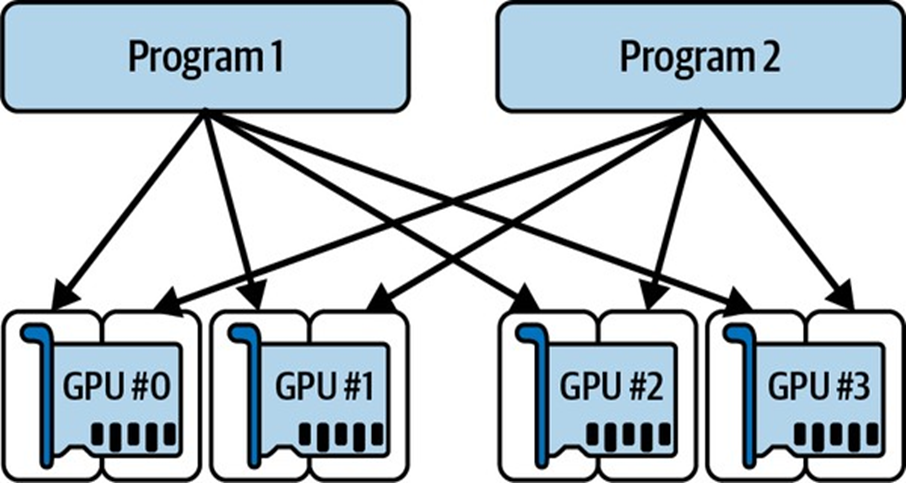 Program 1
Program 2
GPU #0
GPU #1
GPU #2
GPU #3